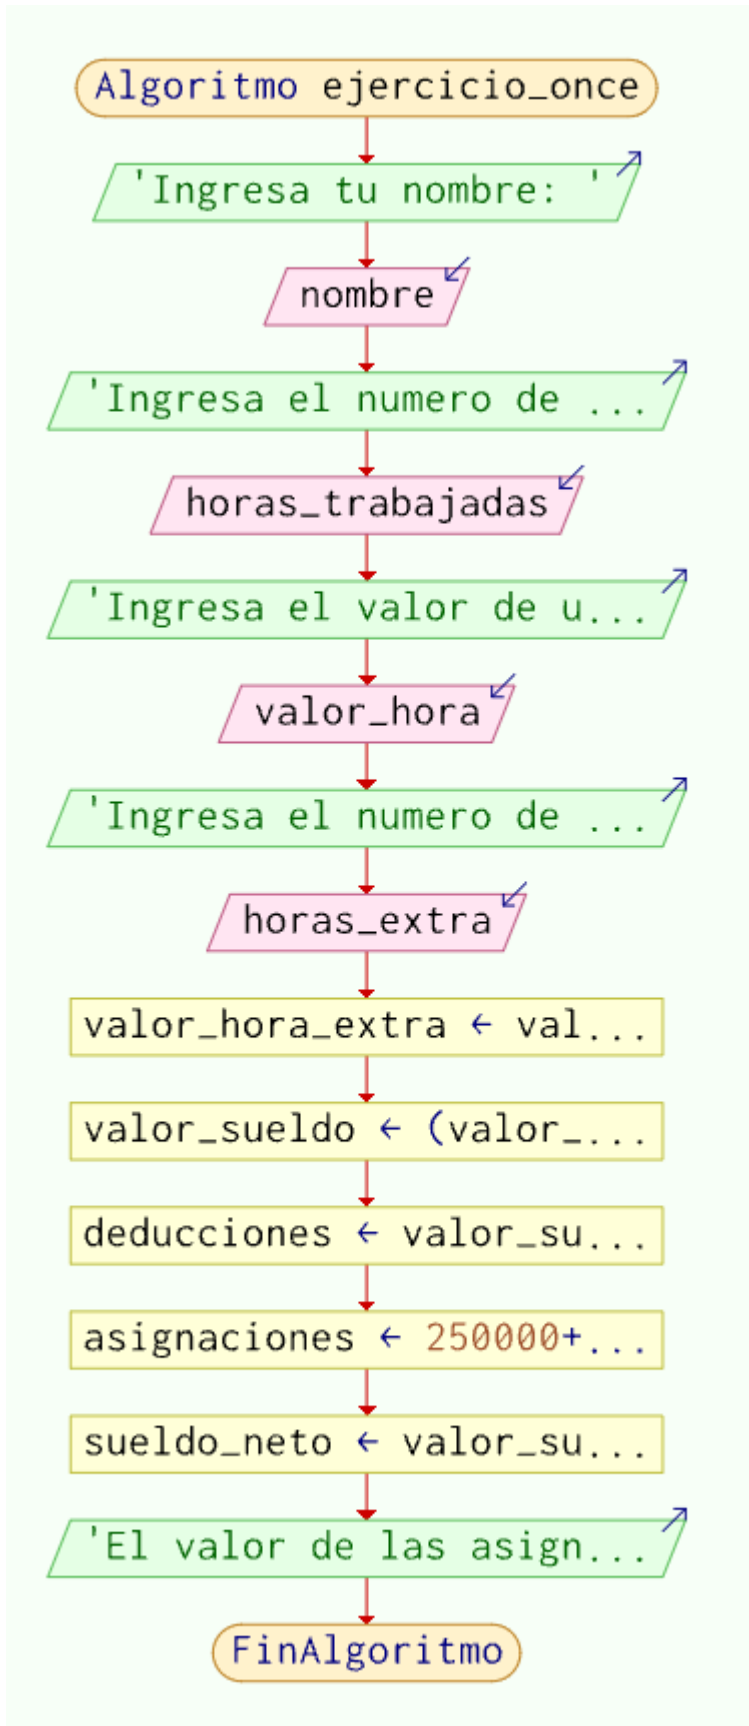 Algoritmo ejercicio_once
'Ingresa tu nombre: '
nombre
'Ingresa el numero de ...
horas_trabajadas
'Ingresa el valor de u...
valor_hora
'Ingresa el numero de ...
horas_extra
valor_hora_extra ← val...
valor_sueldo ← (valor_...
deducciones ← valor_su...
asignaciones ← 250000+...
sueldo_neto ← valor_su...
'El valor de las asign...
FinAlgoritmo